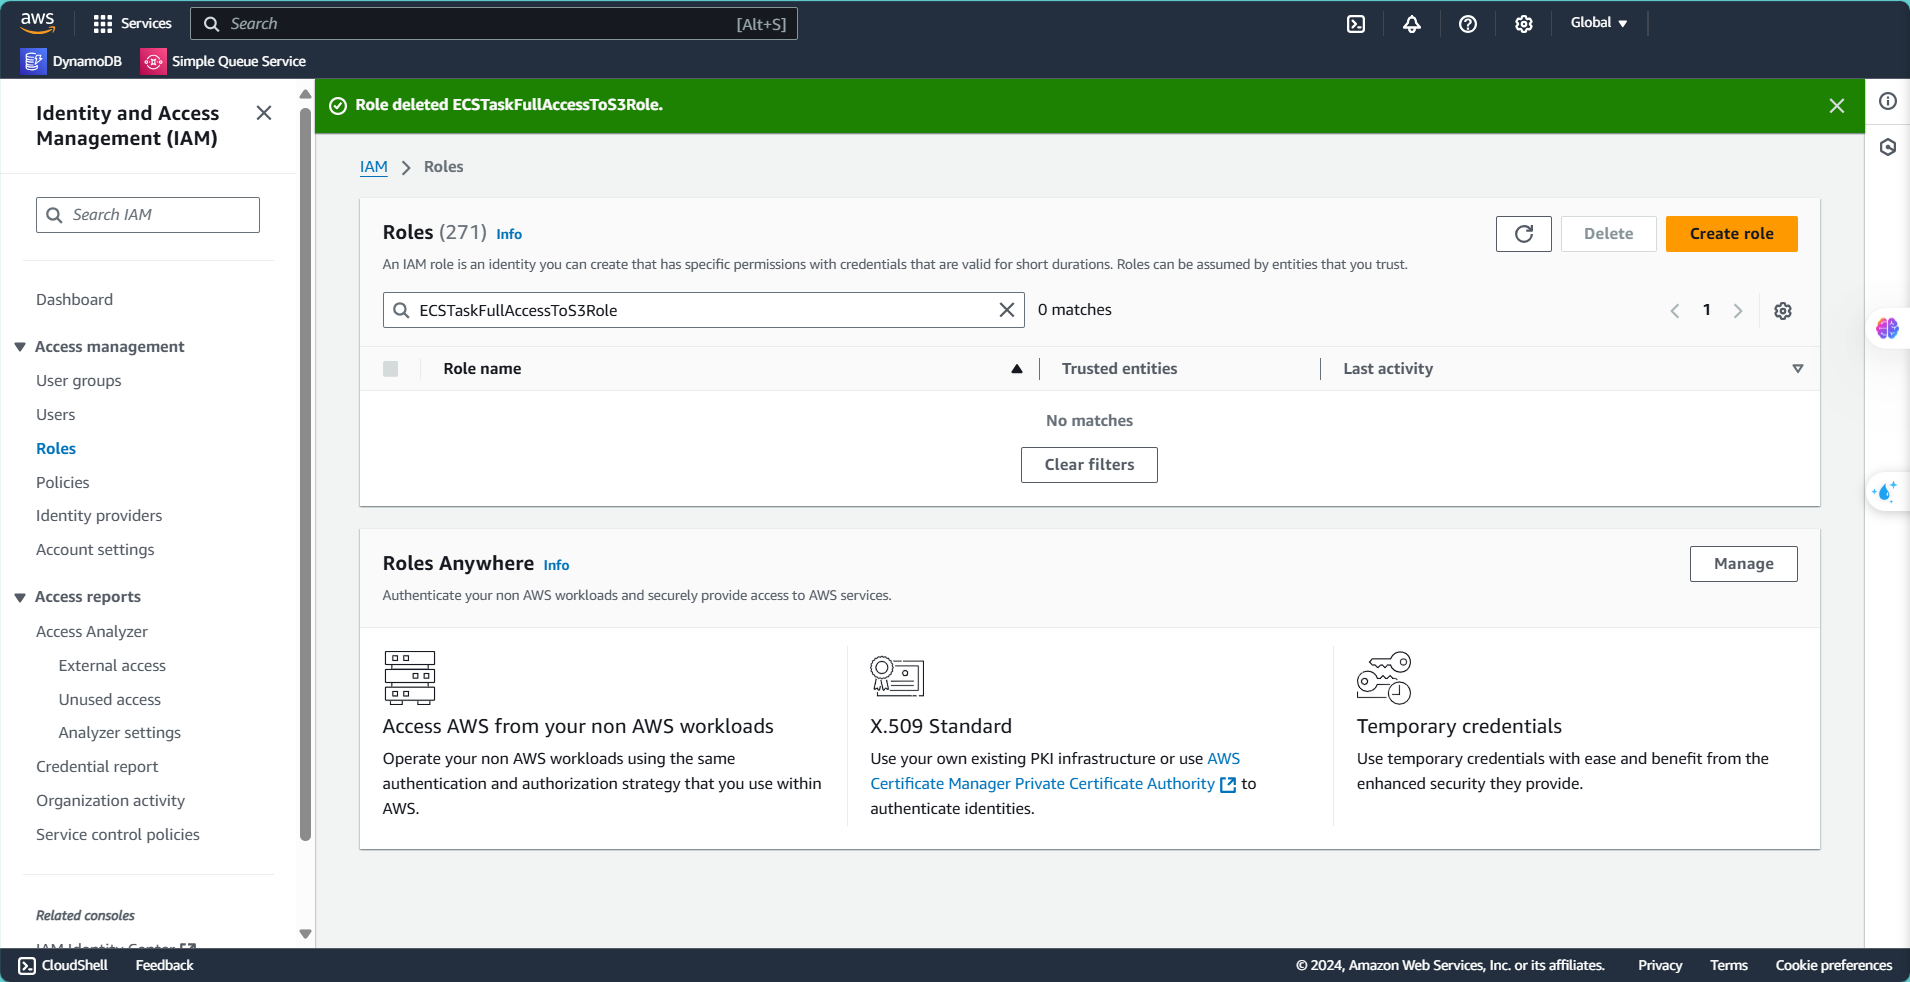 aws
Services
Search
[Alt+S]
Global
DynamoDB
Simple Queue Service
Identity and Access
Management (IAM)
Search IAM
Dashboard
Access management
User groups
Users
Roles
Policies
Identity providers
Account settings
Access reports
Access Analyzer
External access
Unused access
Analyzer settings
Credential report
Organization activity
Service control policies
Related consoles
IAM Identity Center
Role deleted ECSTaskFullAccessToS3Role.
IAM > Roles
Roles (271) Info
Delete
Create role
An IAM role is an identity you can create that has specific permissions with credentials that are valid for short durations. Roles can be assumed by entities that you trust.
ECSTaskFullAccessToS3Role
0 matches
1
Role name
Trusted entities
Last activity
No matches
Clear filters
Roles Anywhere Info
Manage
Authenticate your non AWS workloads and securely provide access to AWS services.
Access AWS from your non AWS workloads
Operate your non AWS workloads using the same
authentication and authorization strategy that you use within
AWS.
X.509 Standard
Use your own existing PKI infrastructure or use AWS
Certificate Manager Private Certificate Authority to
authenticate identities.
Temporary credentials
Use temporary credentials with ease and benefit from the
enhanced security they provide.
CloudShell
Feedback
© 2024, Amazon Web Services, Inc. or its affiliates.
Privacy
Terms
Cookie preferences